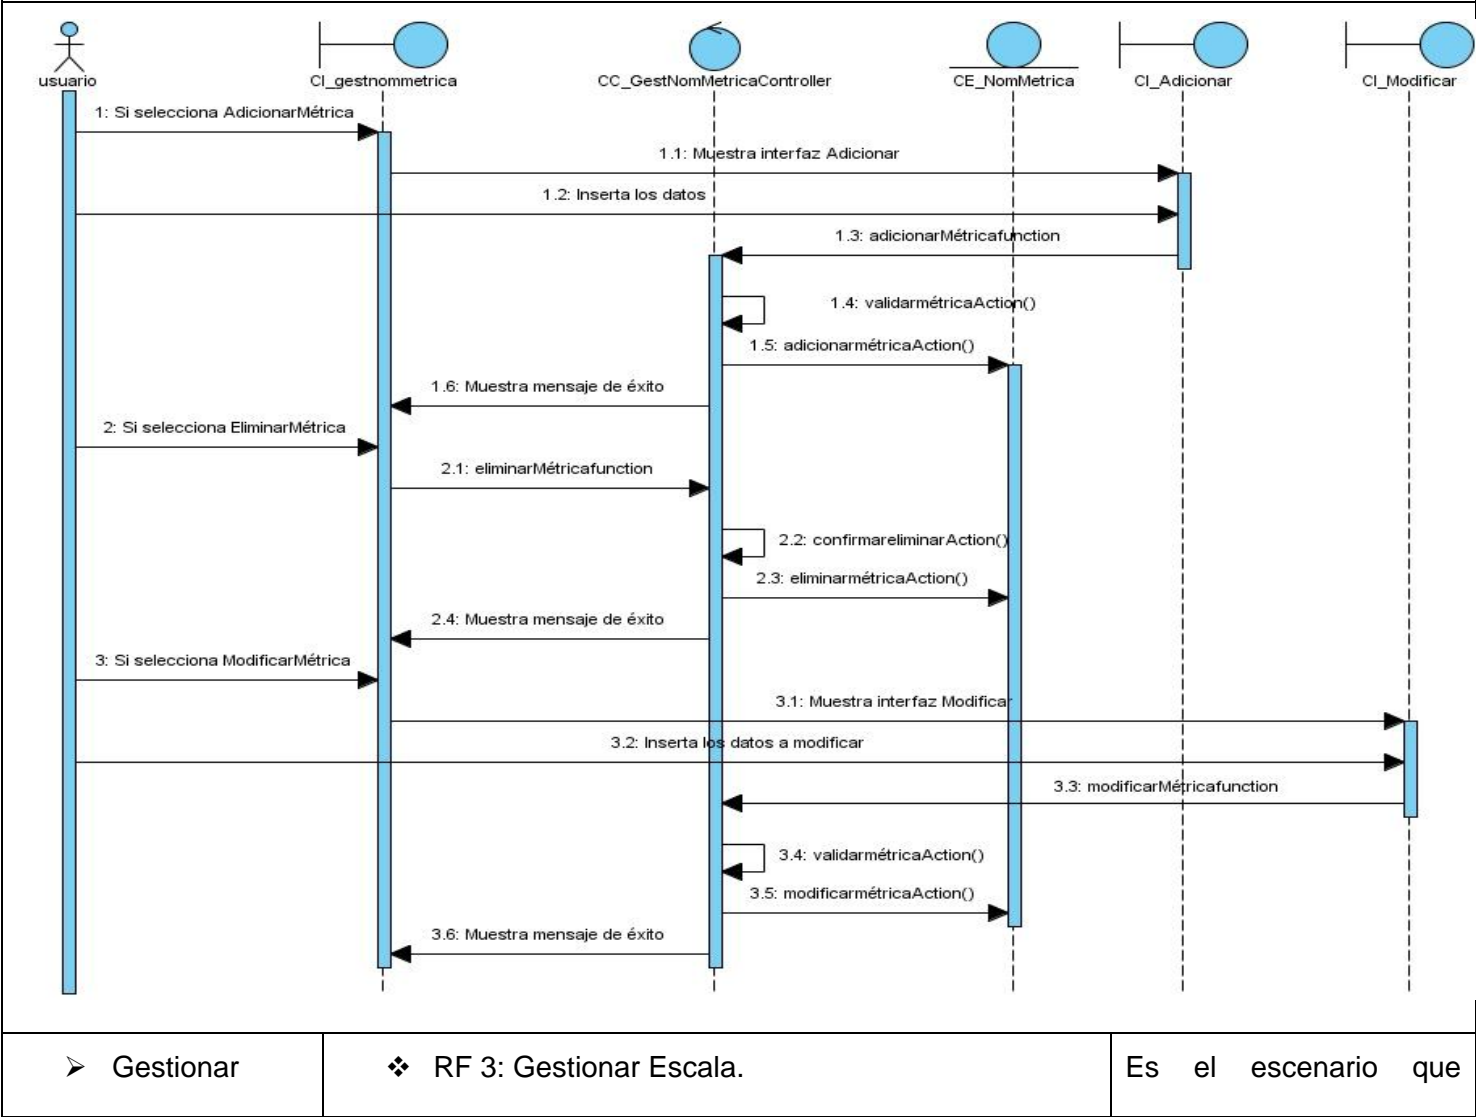 usuario
CI_gestnommetrica
CC_GestNomMetricaController
CE_NomMetrica
CI_Adicionar
CI_Modificar
1: Si selecciona AdicionarMétrica
1.1: Muestra interfaz Adicionar
1.2: Inserta los datos
1.3: adicionarMétricafunction
1.4: validarmétricaAction()
1.5: adicionarmétricaAction()
1.6: Muestra mensaje de éxito
2: Si selecciona EliminarMétrica
2.1: eliminarMétricafunction
2.2: confirmareliminarAction()
2.3: eliminarmétricaAction()
2.4: Muestra mensaje de éxito
3: Si selecciona ModificarMétrica
3.1: Muestra interfaz Modificar
3.2: Inserta los datos a modificar
3.3: modificarMétricafunction
3.4: validarmétricaAction()
3.5: modificarmétricaAction()
3.6: Muestra mensaje de éxito
➢ Gestionar
❖ RF 3: Gestionar Escala.
Es el escenario que